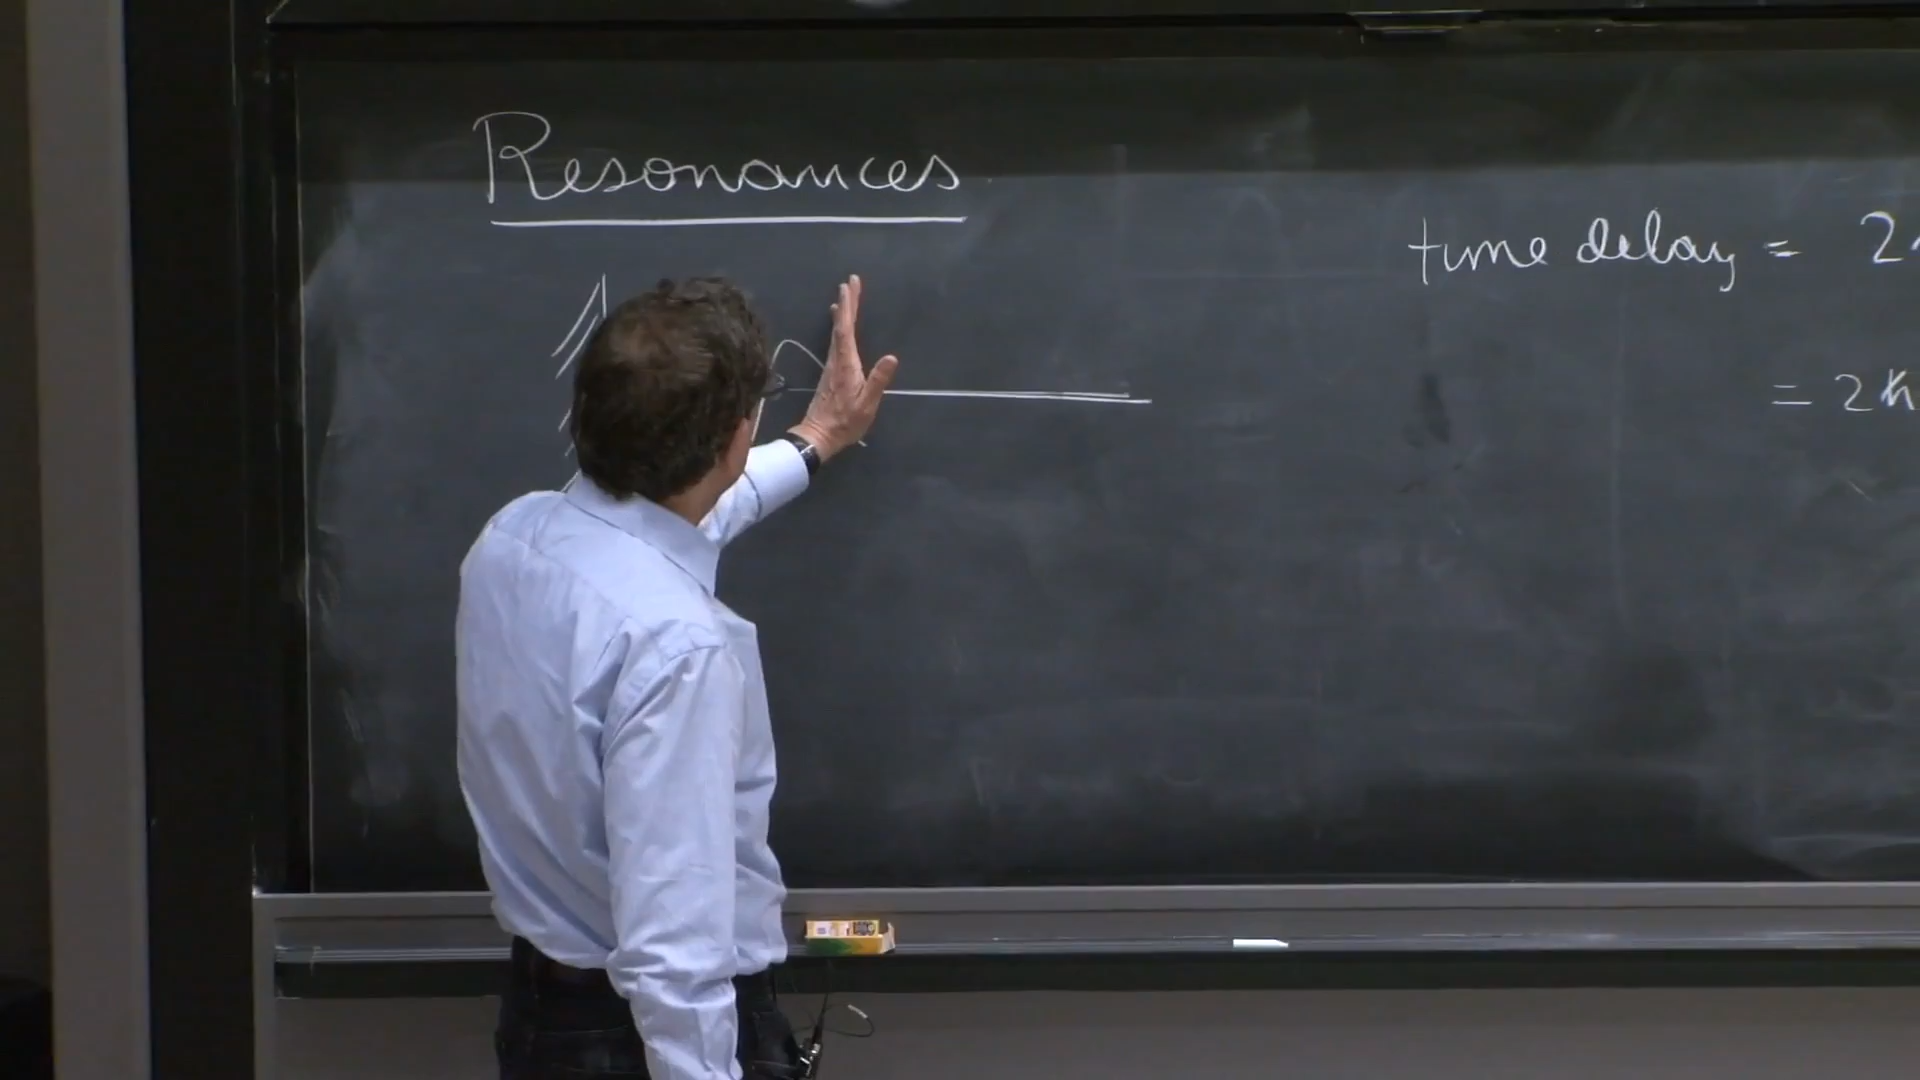 Resonances
time delay = 2
= 2ħ